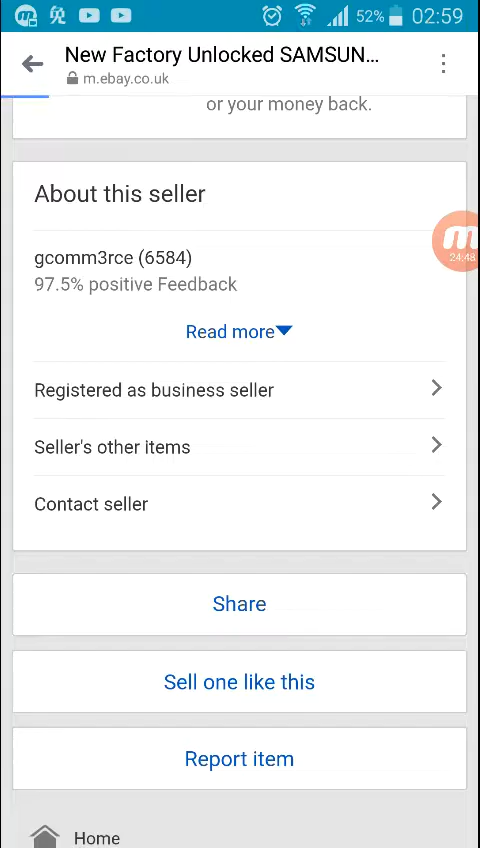 免 52% 02:59
New Factory Unlocked SAMSUN...
m.ebay.co.uk
or your money back.
About this seller
m
24:48
gcomm3rce (6584)
97.5% positive Feedback
Read more
Registered as business seller
Seller's other items
Contact seller
Share
Sell one like this
Report item
Home